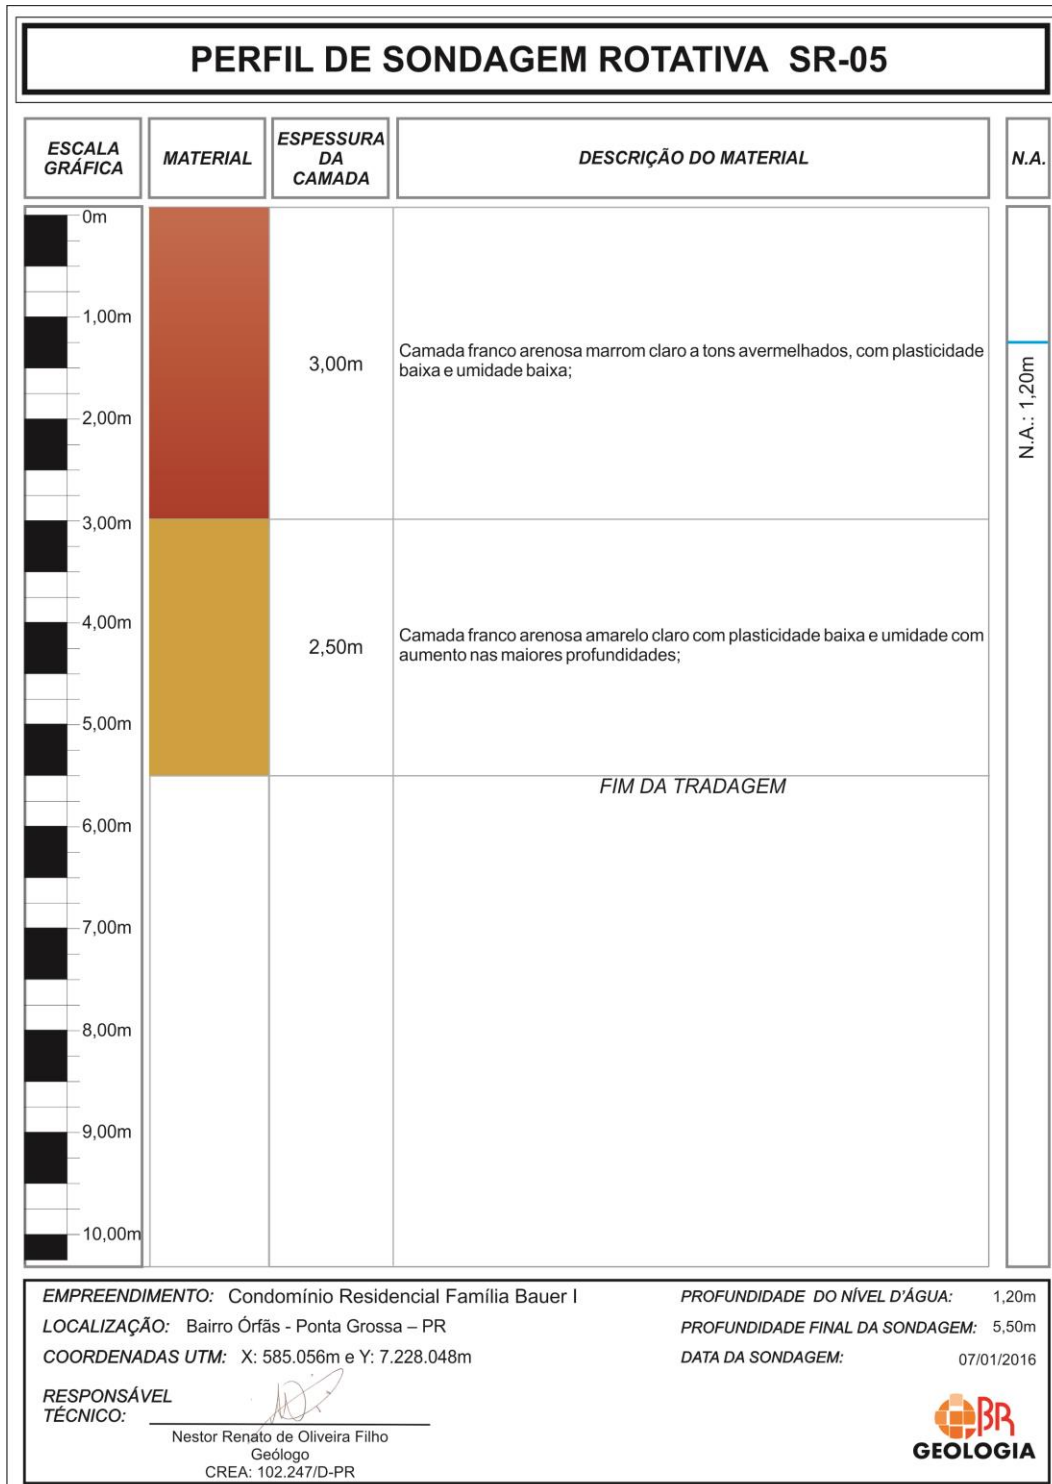 PERFIL DE SONDAGEM ROTATIVA SR-05
ESCALA
GRÁFICA
MATERIAL
ESPESSURA
DA
CAMADA
DESCRIÇÃO DO MATERIAL
N.A.
0m
1,00m
2,00m
3,00m
4,00m
5,00m
6,00m
7,00m
8,00m
9,00m
10,00m
3,00m
Camada franco arenosa marrom claro a tons avermelhados, com plasticidade
baixa e umidade baixa;
N.A.: 1,20m
2,50m
Camada franco arenosa amarelo claro com plasticidade baixa e umidade com
aumento nas maiores profundidades;
FIM DA TRADAGEM
EMPREENDIMENTO: Condomínio Residencial Família Bauer I
LOCALIZAÇÃO: Bairro Órfãs - Ponta Grossa – PR
COORDENADAS UTM: X: 585.056m e Y: 7.228.048m
RESPONSÁVEL
TÉCNICO:
Nestor Renato de Oliveira Filho
Geólogo
CREA: 102.247/D-PR
PROFUNDIDADE DO NÍVEL D'ÁGUA: 1,20m
PROFUNDIDADE FINAL DA SONDAGEM: 5,50m
DATA DA SONDAGEM: 07/01/2016
BR
GEOLOGIA